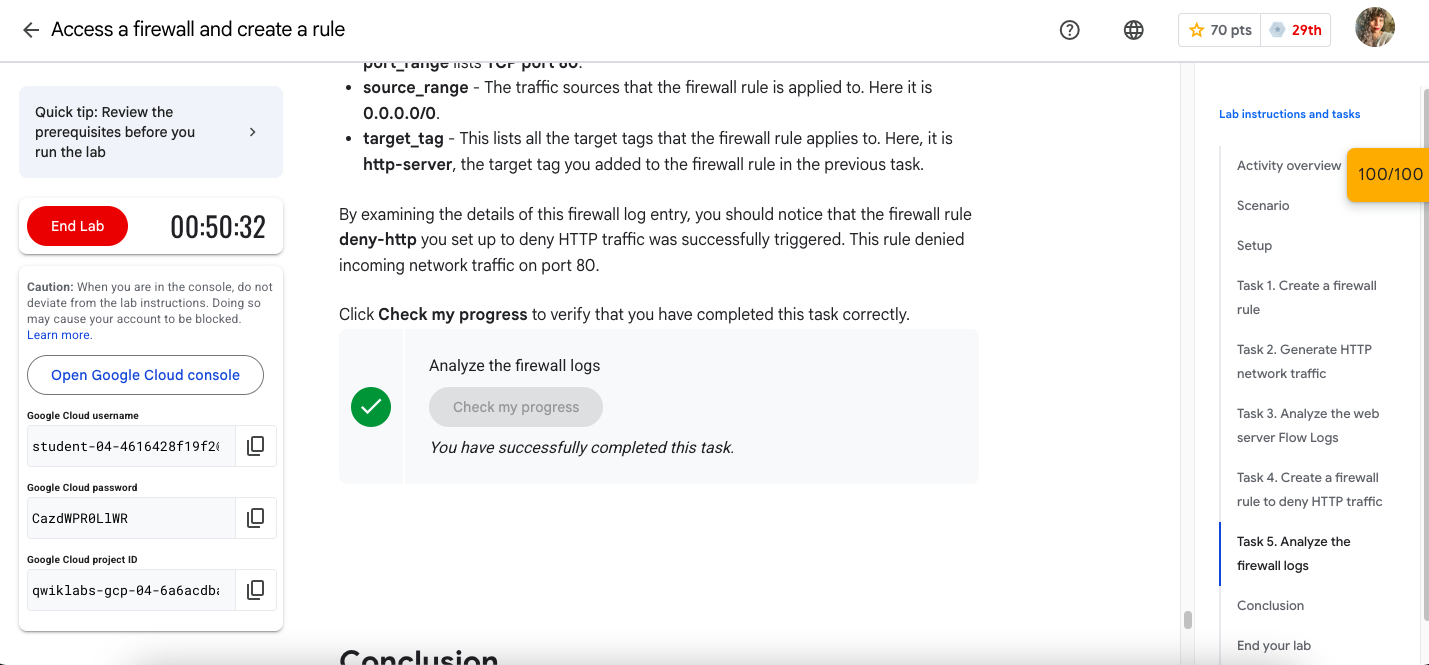 Access a firewall and create a rule
70 pts
29th
Quick tip: Review the
prerequisites before you
run the lab
End Lab
00:50:32
Caution: When you are in the console, do not
deviate from the lab instructions. Doing so
may cause your account to be blocked.
Learn more.
Open Google Cloud console
Google Cloud username
student-04-4616428f19f2
Google Cloud password
CazdWPR0LlWR
Google Cloud project ID
qwiklabs-gcp-04-6a6acdba
port_range lists TCP port 80.
source_range - The traffic sources that the firewall rule is applied to. Here it is
0.0.0.0/0.
target_tag - This lists all the target tags that the firewall rule applies to. Here, it is
http-server, the target tag you added to the firewall rule in the previous task.
By examining the details of this firewall log entry, you should notice that the firewall rule
deny-http you set up to deny HTTP traffic was successfully triggered. This rule denied
incoming network traffic on port 80.
Click Check my progress to verify that you have completed this task correctly.
Analyze the firewall logs
Check my progress
You have successfully completed this task.
Conclusion
Lab instructions and tasks
Activity overview
100/100
Scenario
Setup
Task 1. Create a firewall
rule
Task 2. Generate HTTP
network traffic
Task 3. Analyze the web
server Flow Logs
Task 4. Create a firewall
rule to deny HTTP traffic
Task 5. Analyze the
firewall logs
Conclusion
End your lab